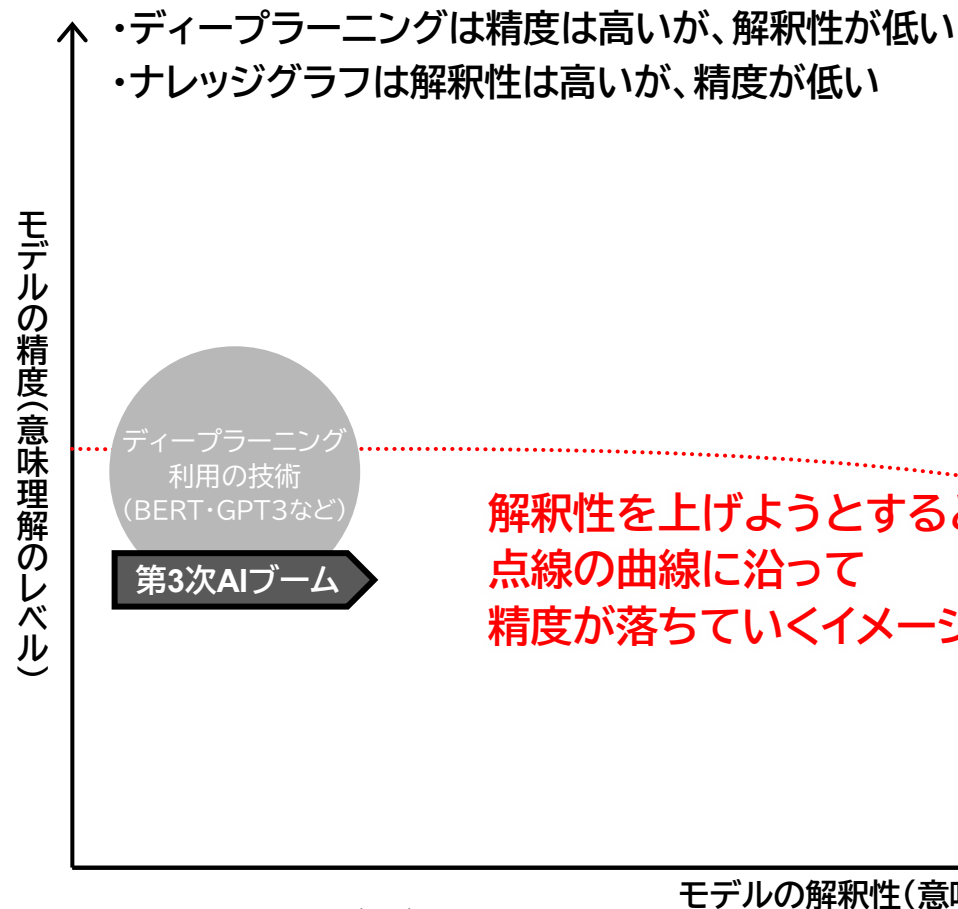 ・ディープラーニングは精度は高いが、解釈性が低い
・ナレッジグラフは解釈性は高いが、精度が低い
モデルの精度(意味理解のレベル)
ディープラーニング
利用の技術
(BERT・GPT3など)
第3次AIブーム
解釈性を上げようとすると
点線の曲線に沿って
精度が落ちていくイメージ
モデルの解釈性(意